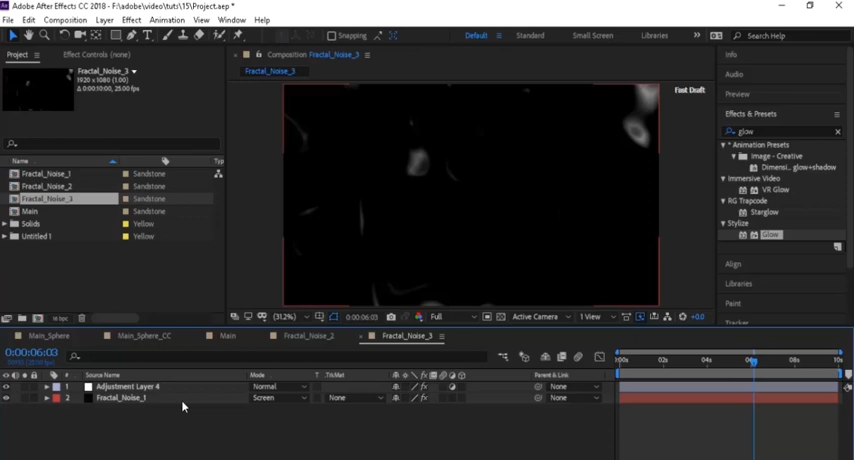 Adobe After Effects CC 2018 - F:\adobe\video\tuts\15\Project.aep *
File Edit Composition Layer Effect Animation View Window Help
Snapping
Default Standard Small Screen Libraries
Search Help
Project
Effect Controls (none)
Composition Fractal_Noise_3
Info
Fractal_Noise_3
Fractal_Noise_3
1920 x 1080 (1.00)
Δ 0:00:10:00, 25.00 fps
Fast Draft
Audio
Preview
Effects & Presets
glow
* Animation Presets
Image - Creative
Dimensi... glow+shadow
Immersive Video
VR Glow
RG Trapcode
Starglow
Stylize
Glow
Name
Typ
Fractal_Noise_1 Sandstone
Fractal_Noise_2 Sandstone
Fractal_Noise_3 Sandstone
Main Sandstone
Solids Yellow
Untitled 1 Yellow
Align
Libraries
Paint
Tracker
16 bpc
(31,2%)
0:00:06:03
Full
Active Camera
1 View
+0,0
Main_Sphere Main_Sphere_CC Main Fractal_Noise_2 Fractal_Noise_3
0:00:06:03
02s 04s 06s 08s 10s
# Source Name Mode T .TrkMat Parent & Link
1 Adjustment Layer 4 Normal None
2 Fractal_Noise_1 Screen None None